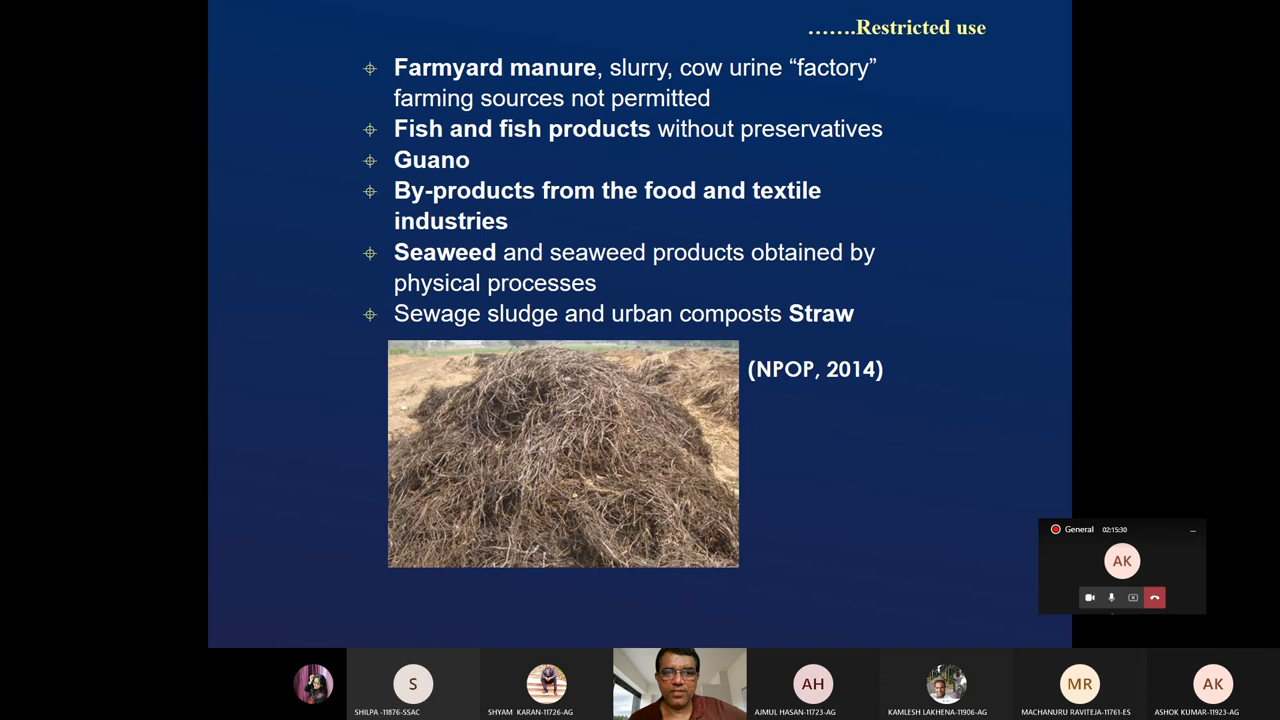 …….Restricted use
Farmyard manure, slurry, cow urine “factory”
farming sources not permitted
Fish and fish products without preservatives
Guano
By-products from the food and textile
industries
Seaweed and seaweed products obtained by
physical processes
Sewage sludge and urban composts Straw
(NPOP, 2014)
General 02:15:30
AK
S
AH
MR
AK
SHILPA -11876-SSAC
SHYAM KARAN-11726-AG
AJMUL HASAN-11723-AG
KAMLESH LAKHENA-11906-AG
MACHANURU RAVITEJA-11761-ES
ASHOK KUMAR-11923-AG